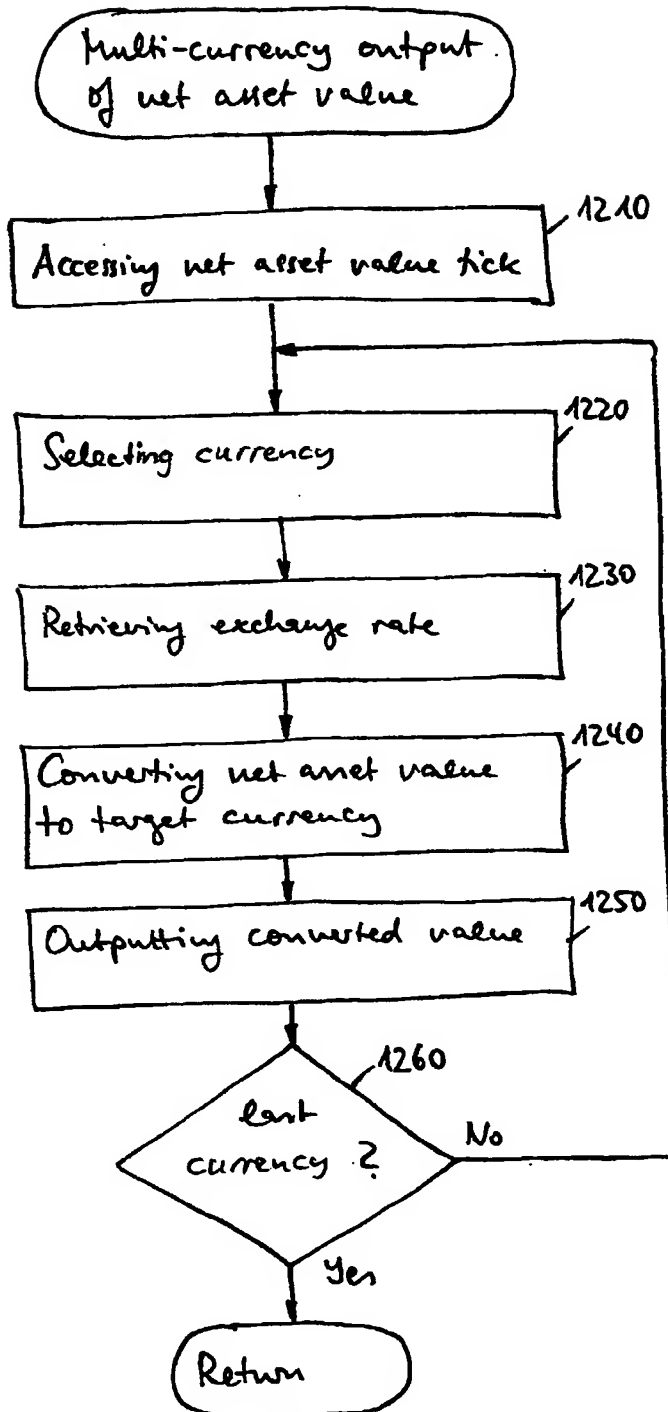 Multi-currency output
of net asset value
1210
Accessing net asset value tick
1220
Selecting currency
1230
Retrieving exchange rate
1240
Converting net asset value
to target currency
1250
Outputting converted value
1260
last
currency ?
No
Yes
Return